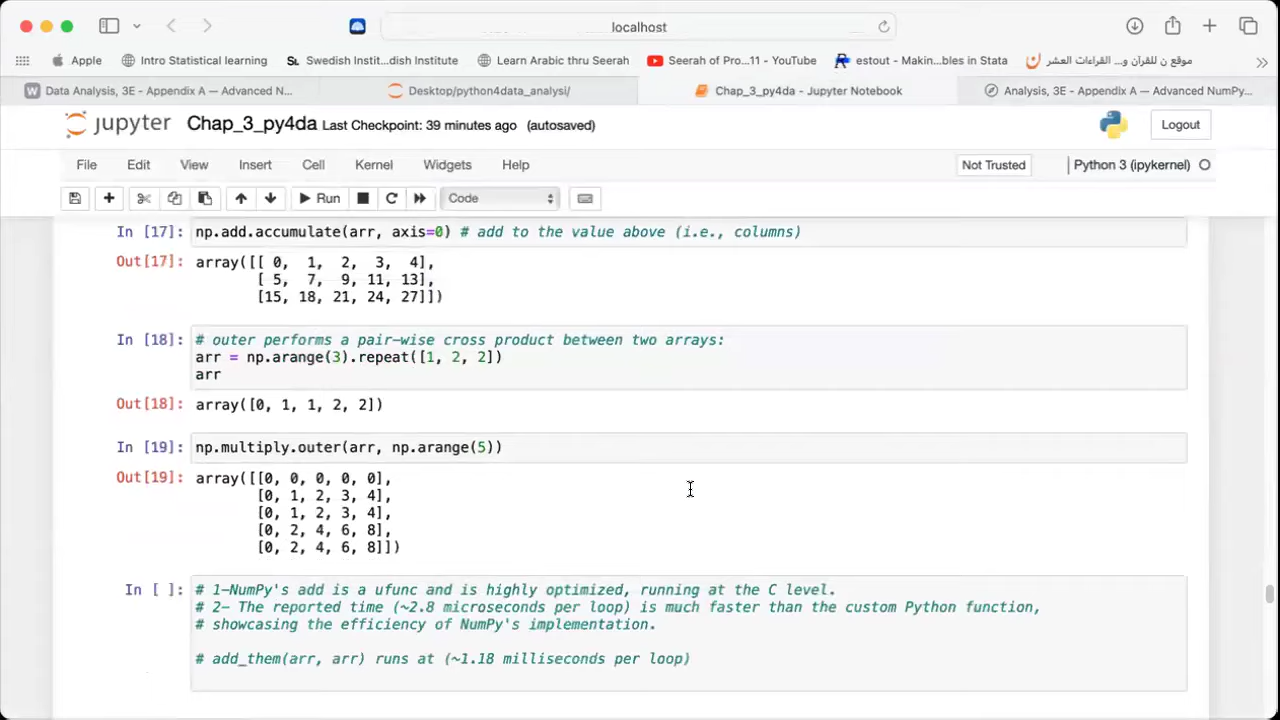 localhost
Apple
Intro Statistical learning
SL Swedish Instit...dish Institute
Learn Arabic thru Seerah
Seerah of Pro...11 - YouTube
estout - Makin...bles in Stata
موقع ن للقرآن و... القراءات العشر
W Data Analysis, 3E - Appendix A — Advanced N...
Desktop/python4data_analysi/
Chap_3_py4da - Jupyter Notebook
Analysis, 3E - Appendix A — Advanced NumPy...
jupyter Chap_3_py4da Last Checkpoint: 39 minutes ago (autosaved)
Logout
File Edit View Insert Cell Kernel Widgets Help
Not Trusted
Python 3 (ipykernel)
Run
Code
In [17]: np.add.accumulate(arr, axis=0) # add to the value above (i.e., columns)
Out[17]: array([[ 0, 1, 2, 3, 4],
[ 5, 7, 9, 11, 13],
[15, 18, 21, 24, 27]])
In [18]: # outer performs a pair-wise cross product between two arrays:
arr = np.arange(3).repeat([1, 2, 2])
arr
Out[18]: array([0, 1, 1, 2, 2])
In [19]: np.multiply.outer(arr, np.arange(5))
Out[19]: array([[0, 0, 0, 0, 0],
[0, 1, 2, 3, 4],
[0, 1, 2, 3, 4],
[0, 2, 4, 6, 8],
[0, 2, 4, 6, 8]])
In [ ]: # 1-NumPy's add is a ufunc and is highly optimized, running at the C level.
# 2- The reported time (~2.8 microseconds per loop) is much faster than the custom Python function,
# showcasing the efficiency of NumPy's implementation.
# add_them(arr, arr) runs at (~1.18 milliseconds per loop)